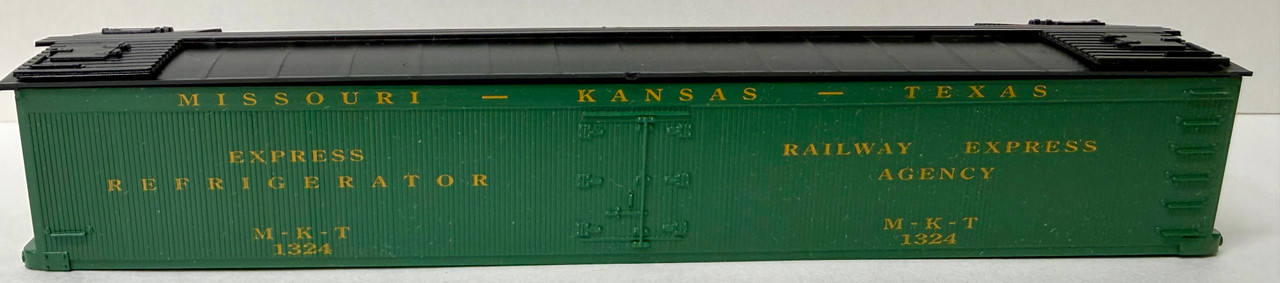 MISSOURI — KANSAS — TEXAS
EXPRESS
REFRIGERATOR
M-K-T
1324
RAILWAY EXPRESS
AGENCY
M-K-T
1324